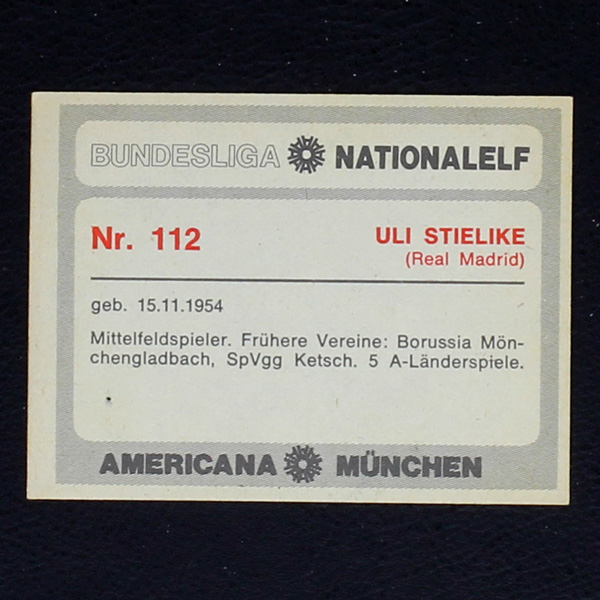 BUNDESLIGA NATIONALELF
Nr. 112
ULI STIELIKE
(Real Madrid)
geb. 15.11.1954
Mittelfeldspieler. Frühere Vereine: Borussia Mön-
chengladbach, SpVgg Ketsch. 5 A-Länderspiele.
AMERICANA MÜNCHEN